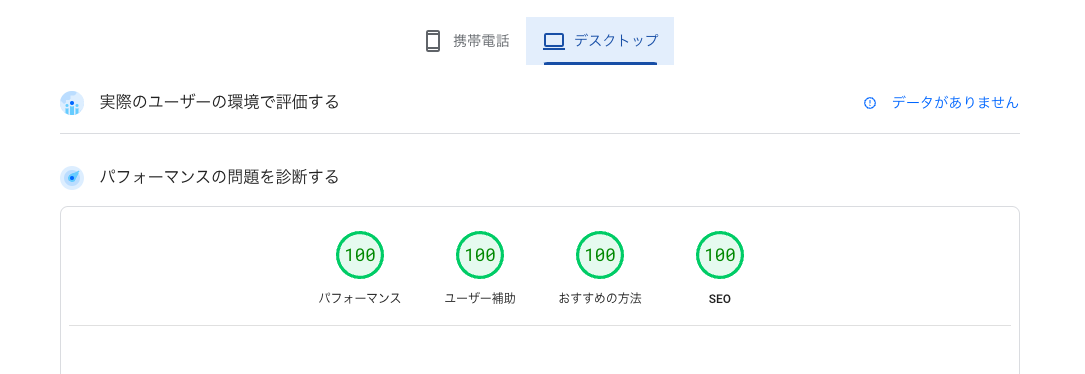 携帯電話 デスクトップ
実際のユーザーの環境で評価する データがありません
パフォーマンスの問題を診断する
100 100 100 100
パフォーマンス ユーザー補助 おすすめの方法 SEO